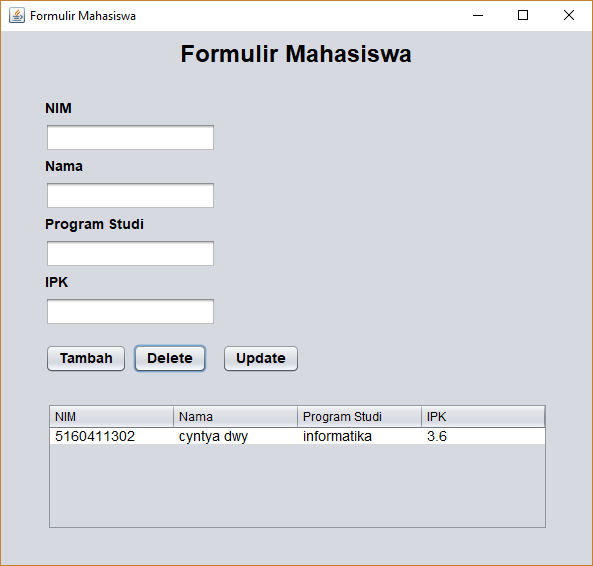 Formulir Mahasiswa
Formulir Mahasiswa
NIM
Nama
Program Studi
IPK
Tambah Delete Update
NIM Nama Program Studi IPK
5160411302 cyntya dwy informatika 3.6